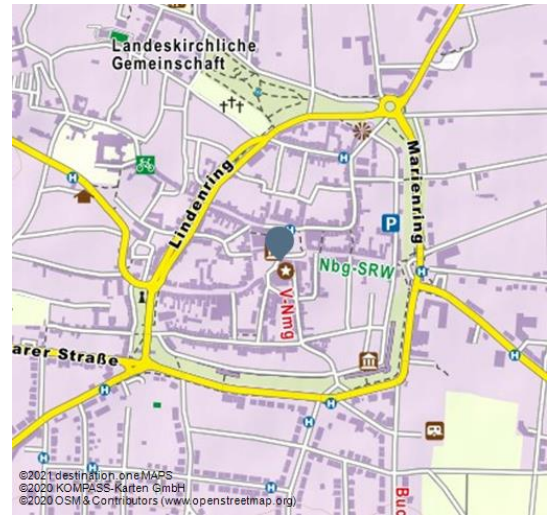 Landeskirchliche
Gemeinschaft
Lindenring
Marienring
P
Nbg-SRW
V-Nmg
arer Straße
H
H
H
H
H
H
H
H
H
H
Buc
©2021 destination.one MAPS
©2020 KOMPASS-Karten GmbH
©2020 OSM & Contributors (www.openstreetmap.org)